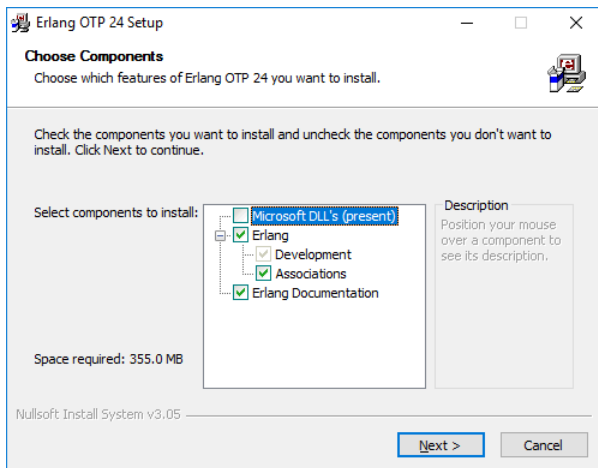 Erlang OTP 24 Setup
Choose Components
Choose which features of Erlang OTP 24 you want to install.
Check the components you want to install and uncheck the components you don't want to
install. Click Next to continue.
Select components to install:
Microsoft DLL's (present)
Erlang
Development
Associations
Erlang Documentation
Description
Position your mouse
over a component to
see its description.
Space required: 355.0 MB
Nullsoft Install System v3.05
Next >
Cancel